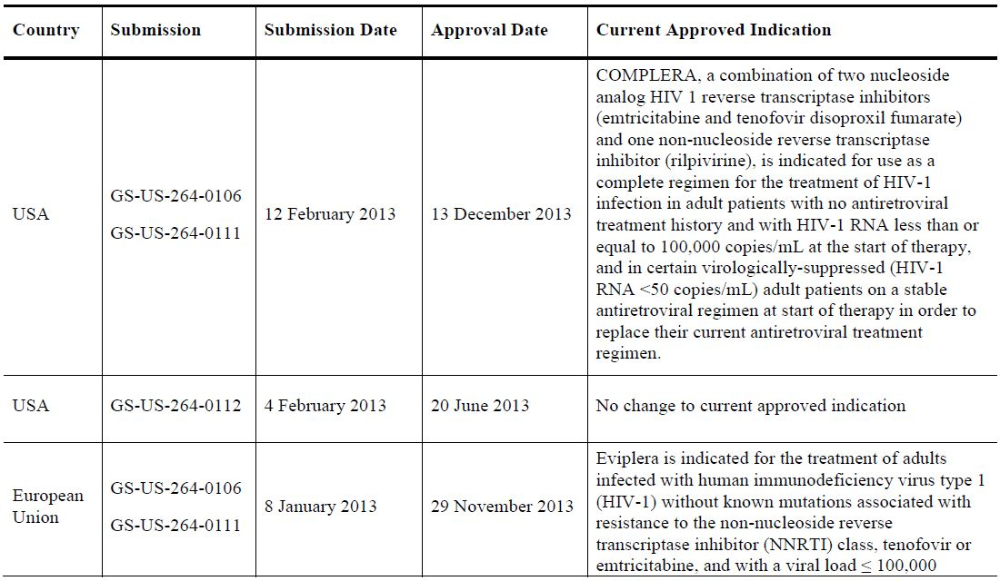 Country Submission Submission Date Approval Date Current Approved Indication
USA
GS-US-264-0106
GS-US-264-0111
12 February 2013
13 December 2013
COMPLERA, a combination of two nucleoside
analog HIV 1 reverse transcriptase inhibitors
(emtricitabine and tenofovir disoproxil fumarate)
and one non-nucleoside reverse transcriptase
inhibitor (rilpivirine), is indicated for use as a
complete regimen for the treatment of HIV-1
infection in adult patients with no antiretroviral
treatment history and with HIV-1 RNA less than or
equal to 100,000 copies/mL at the start of therapy,
and in certain virologically-suppressed (HIV-1
RNA <50 copies/mL) adult patients on a stable
antiretroviral regimen at start of therapy in order to
replace their current antiretroviral treatment
regimen.
USA GS-US-264-0112 4 February 2013 20 June 2013 No change to current approved indication
European
Union
GS-US-264-0106
GS-US-264-0111
8 January 2013
29 November 2013
Eviplera is indicated for the treatment of adults
infected with human immunodeficiency virus type 1
(HIV-1) without known mutations associated with
resistance to the non-nucleoside reverse
transcriptase inhibitor (NNRTI) class, tenofovir or
emtricitabine, and with a viral load ≤ 100,000